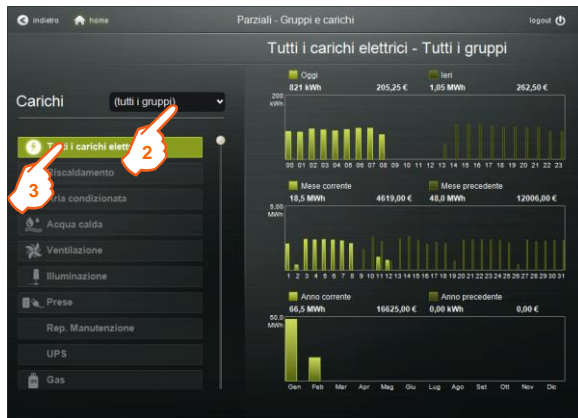 indietro home Parziali - Gruppi e carichi logout
Tutti i carichi elettrici - Tutti i gruppi
Carichi (tutti i gruppi)
2
Tutti i carichi elett
3
Riscaldamento
Aria condizionata
Acqua calda
Ventilazione
Illuminazione
Prese
Rep. Manutenzione
UPS
Gas
Oggi Ieri
821 kWh 205,25 € 1,05 MWh 262,50 €
200
kWh
00 01 02 03 04 05 06 07 08 09 10 11 12 13 14 15 16 17 18 19 20 21 22 23
Mese corrente Mese precedente
18,5 MWh 4619,00 € 48,0 MWh 12006,00 €
5,00
MWh
1 2 3 4 5 6 7 8 9 10 11 12 13 14 15 16 17 18 19 20 21 22 23 24 25 26 27 28 29 30 31
Anno corrente Anno precedente
66,5 MWh 16625,00 € 0,00 kWh 0,00 €
50,0
MWh
Gen Feb Mar Apr Mag Giu Lug Ago Set Ott Nov Dic